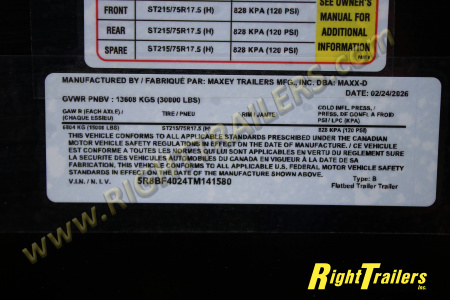 FRONT ST215/75R17.5 (H) 828 KPA (120 PSI)
REAR ST215/75R17.5 (H) 828 KPA (120 PSI)
SPARE ST215/75R17.5 (H) 828 KPA (120 PSI)
SEE OWNER'S
MANUAL FOR
ADDITIONAL
INFORMATION
MANUFACTURED BY / FABRIQUÉ PAR: MAXEY TRAILERS MFG., INC. DBA: MAXX-D
DATE: 02/24/2026
GVWR PNBV : 13608 KGS (30000 LBS)
GAW R (EACH AXLE) / TIRE / PNEU RIM / JANTE COLD INFL. PRESS./
(CHAQUE ESSIEU) PRESS. DE GONFL. A FROID
PSI / LPC (KPA)
6804 KG (15000 LBS) ST215/75R17.5 (H) 828 KPA (120 PSI)
THIS VEHICLE CONFORMS TO ALL APPLICABLE STANDARDS PRESCRIBED UNDER THE CANADIAN
MOTOR VEHICLE SAFETY REGULATIONS IN EFFECT ON THE DATE OF MANUFACTURE. / CE VEHICULE
EST CONFORME A TOUTES LES NORMES QUI LUI SONT APPLICABLES EN VERTU DU REGLEMENT SUR
LA SECURITE DES VEHICULES AUTOMOBILES DU CANADA EN VIGUEUR À LA DATE DE SA
FABRICATION. THIS VEHICLE CONFORMS TO ALL APPLICABLE U.S. FEDERAL MOTOR VEHICLE SAFETY
STANDARDS IN EFFECT ON THE DATE OF THE MANUFACTURE SHOWN ABOVE.
V.I.N. / N.I.V. 5R8BF4024TM141580 Type: B
Flatbed Trailer Trailer
www.RIGHTTRAILERS.com
RightTrailers
Inc.